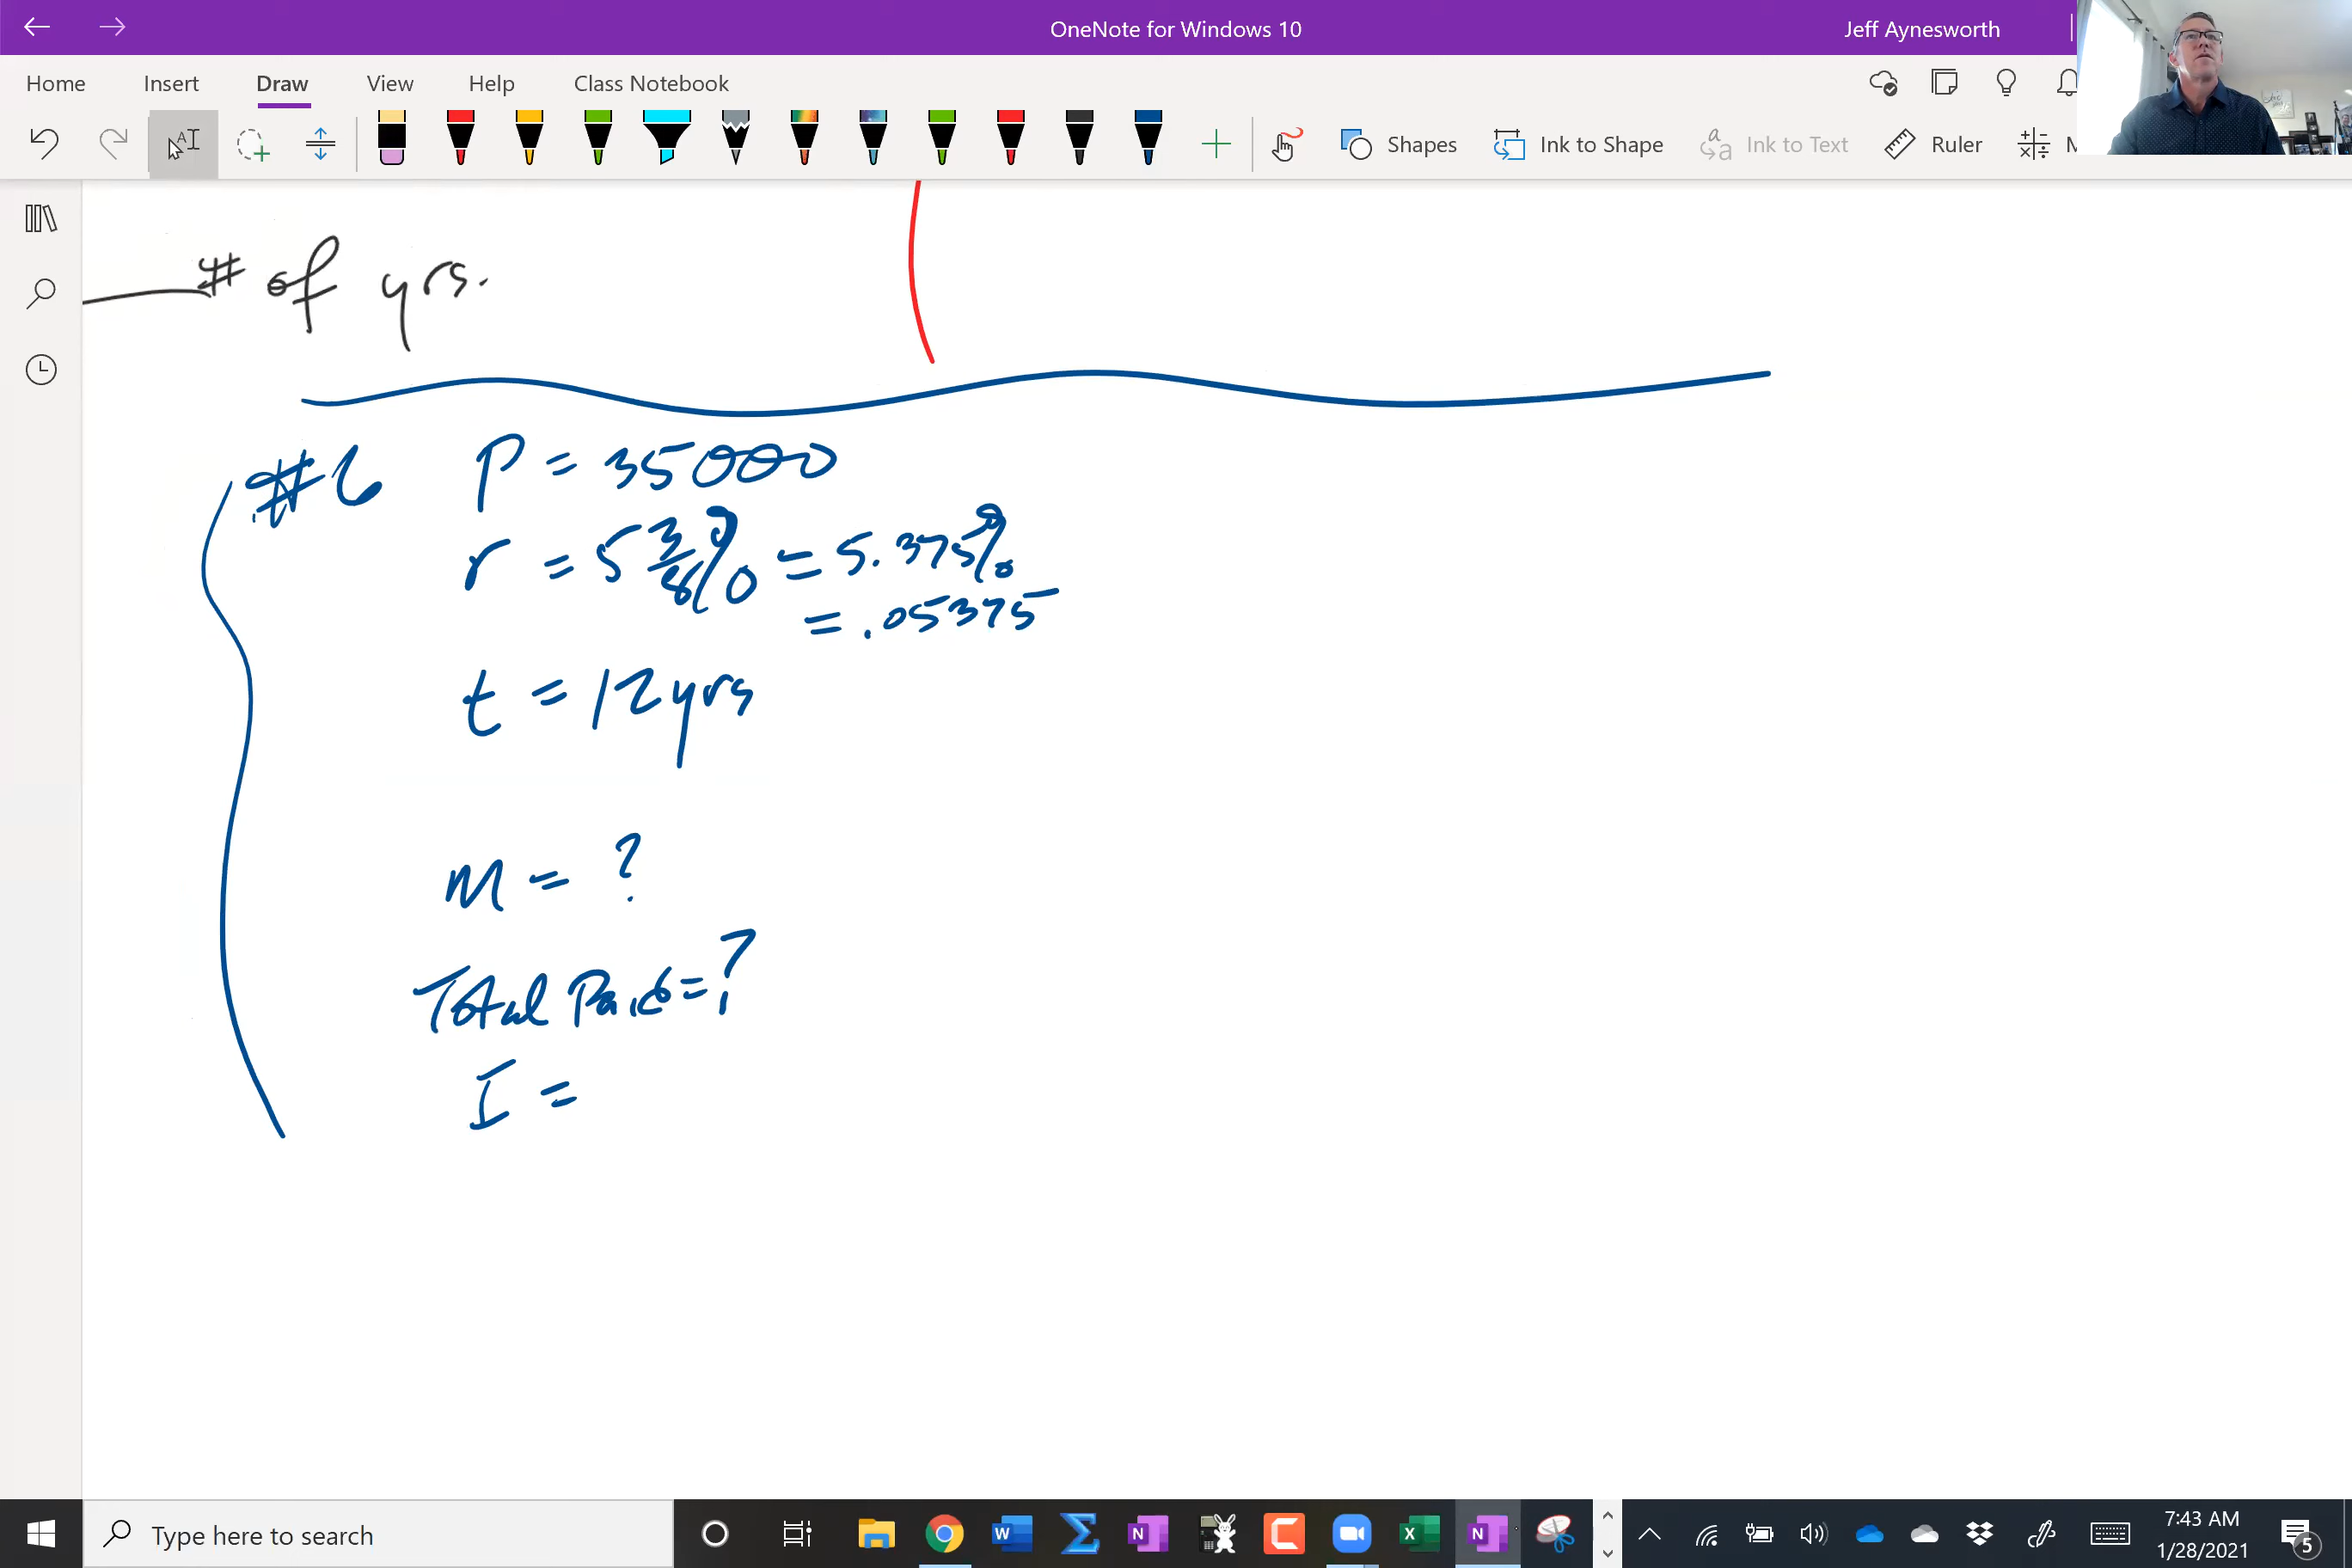 OneNote for Windows 10
Jeff Aynesworth
Home Insert Draw View Help Class Notebook
Shapes Ink to Shape Ink to Text Ruler M
# of yrs.
#6 P = 35000
r = 5 3/8 % = 5.375%
= .05375
t = 12 yrs
M = ?
Total Paid = ?
I =
Type here to search
7:43 AM
1/28/2021
5